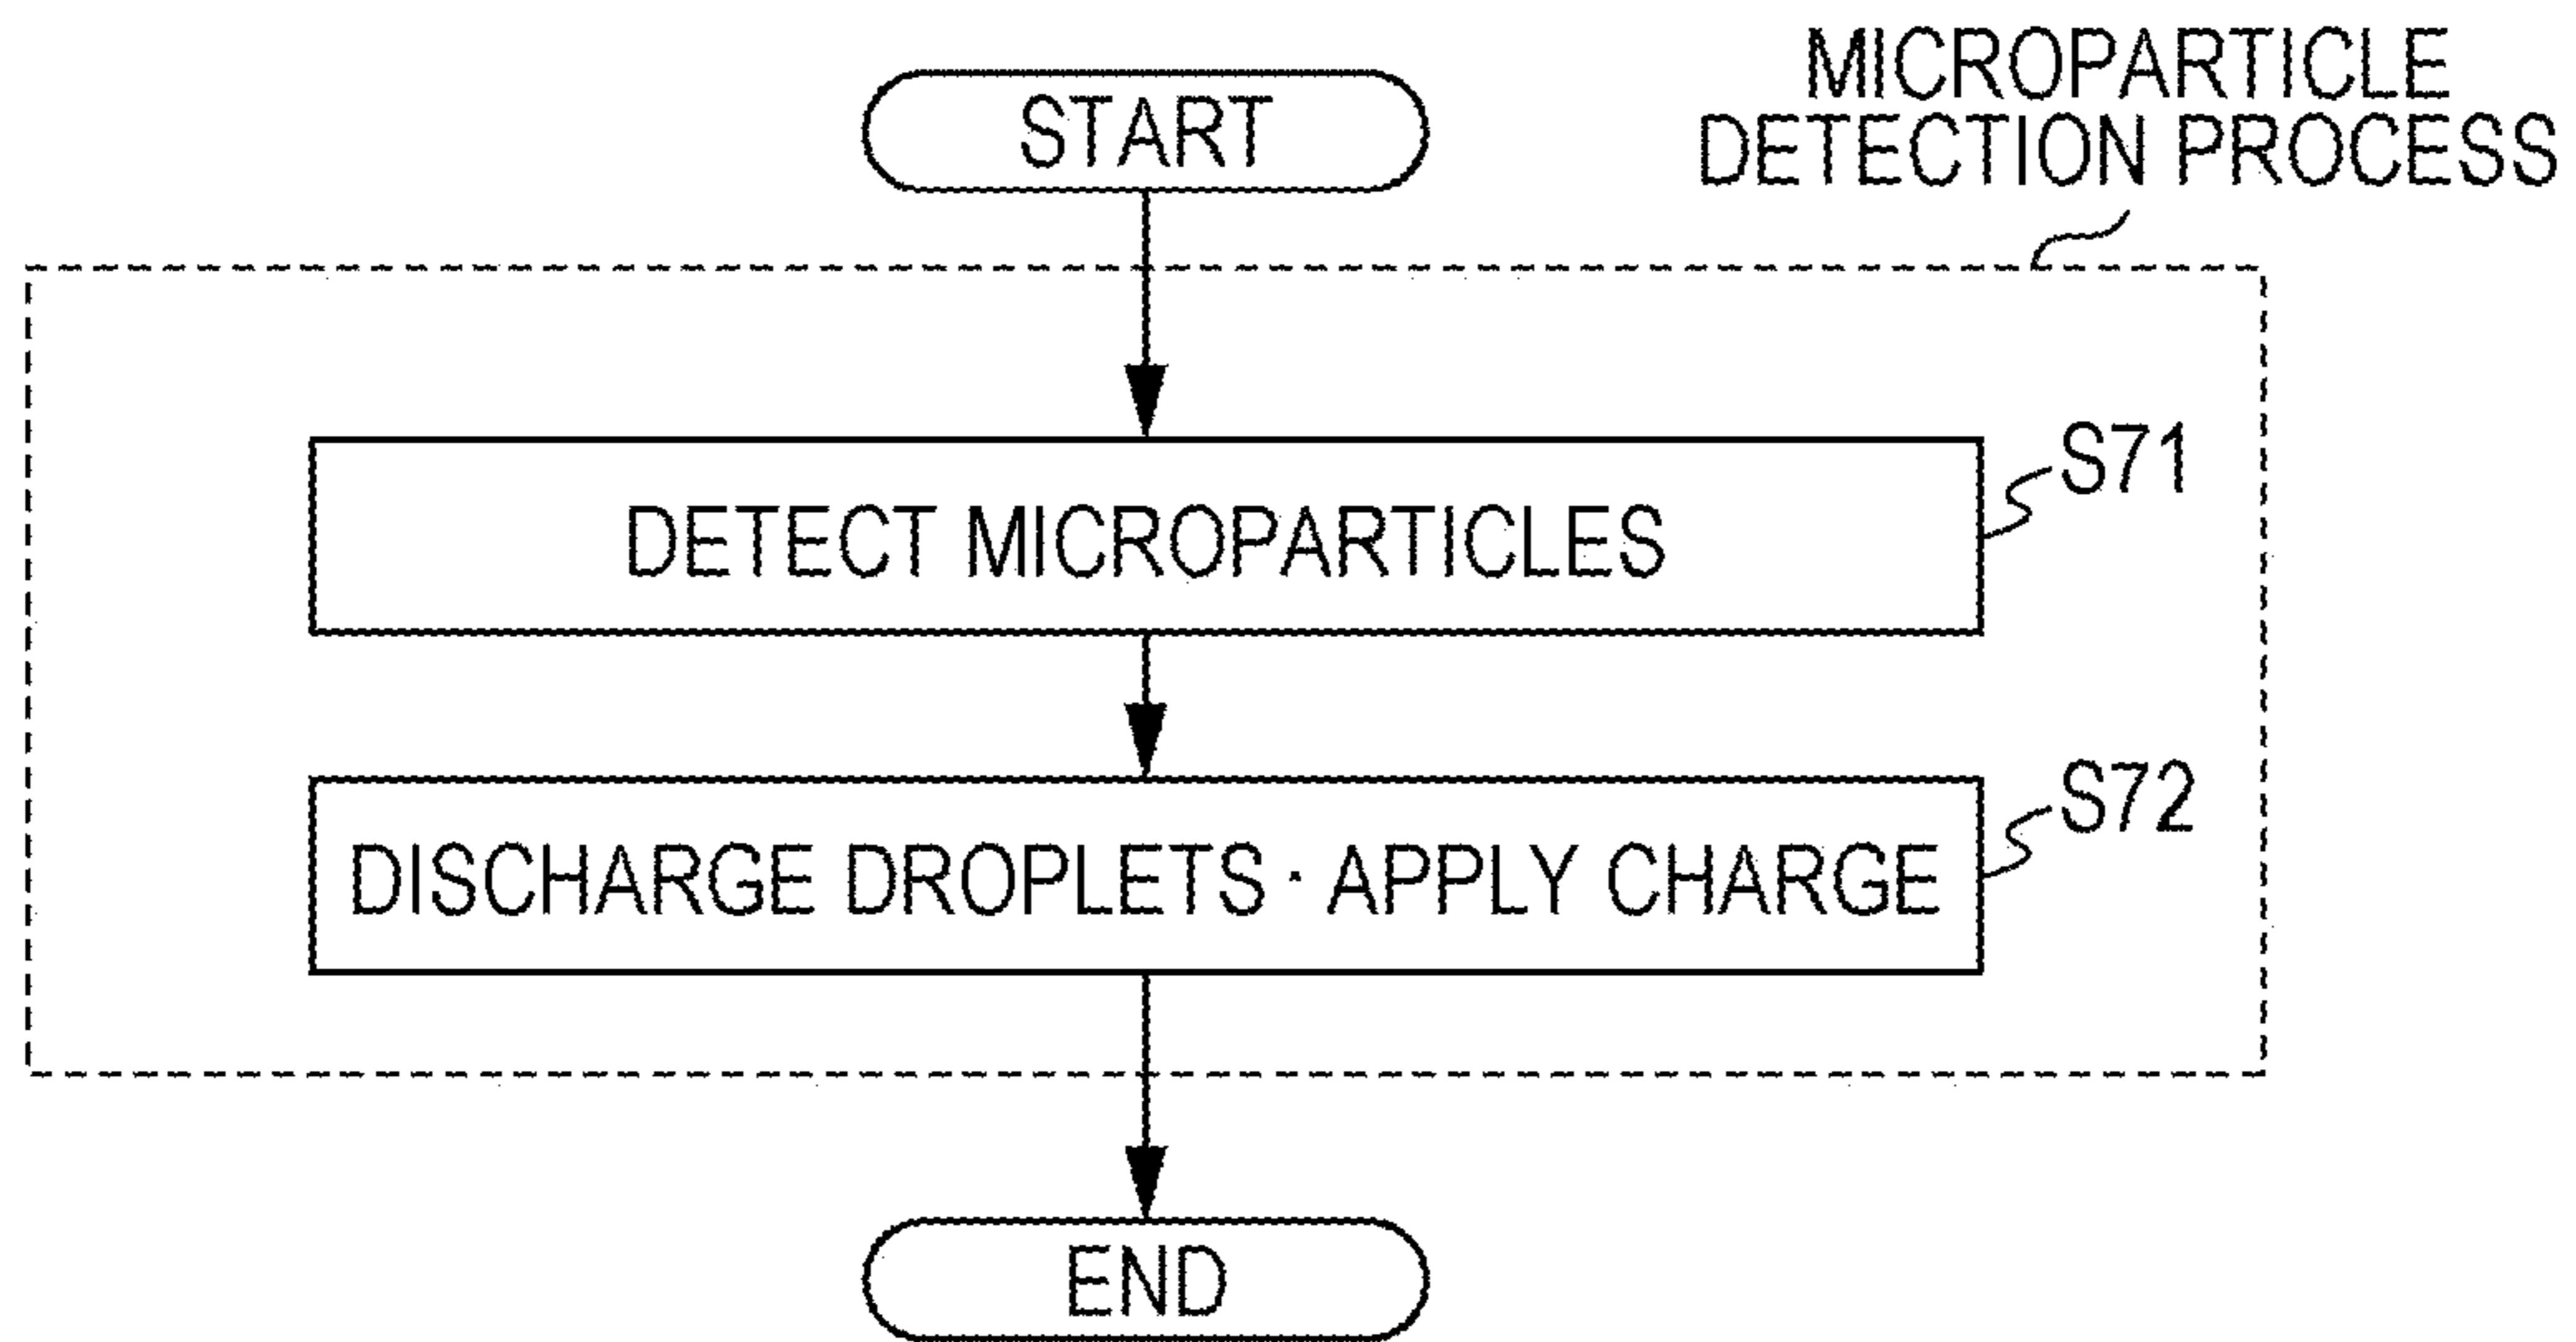 MICROPARTICLE
DETECTION PROCESS
START
S71
DETECT MICROPARTICLES
S72
DISCHARGE DROPLETS · APPLY CHARGE
END